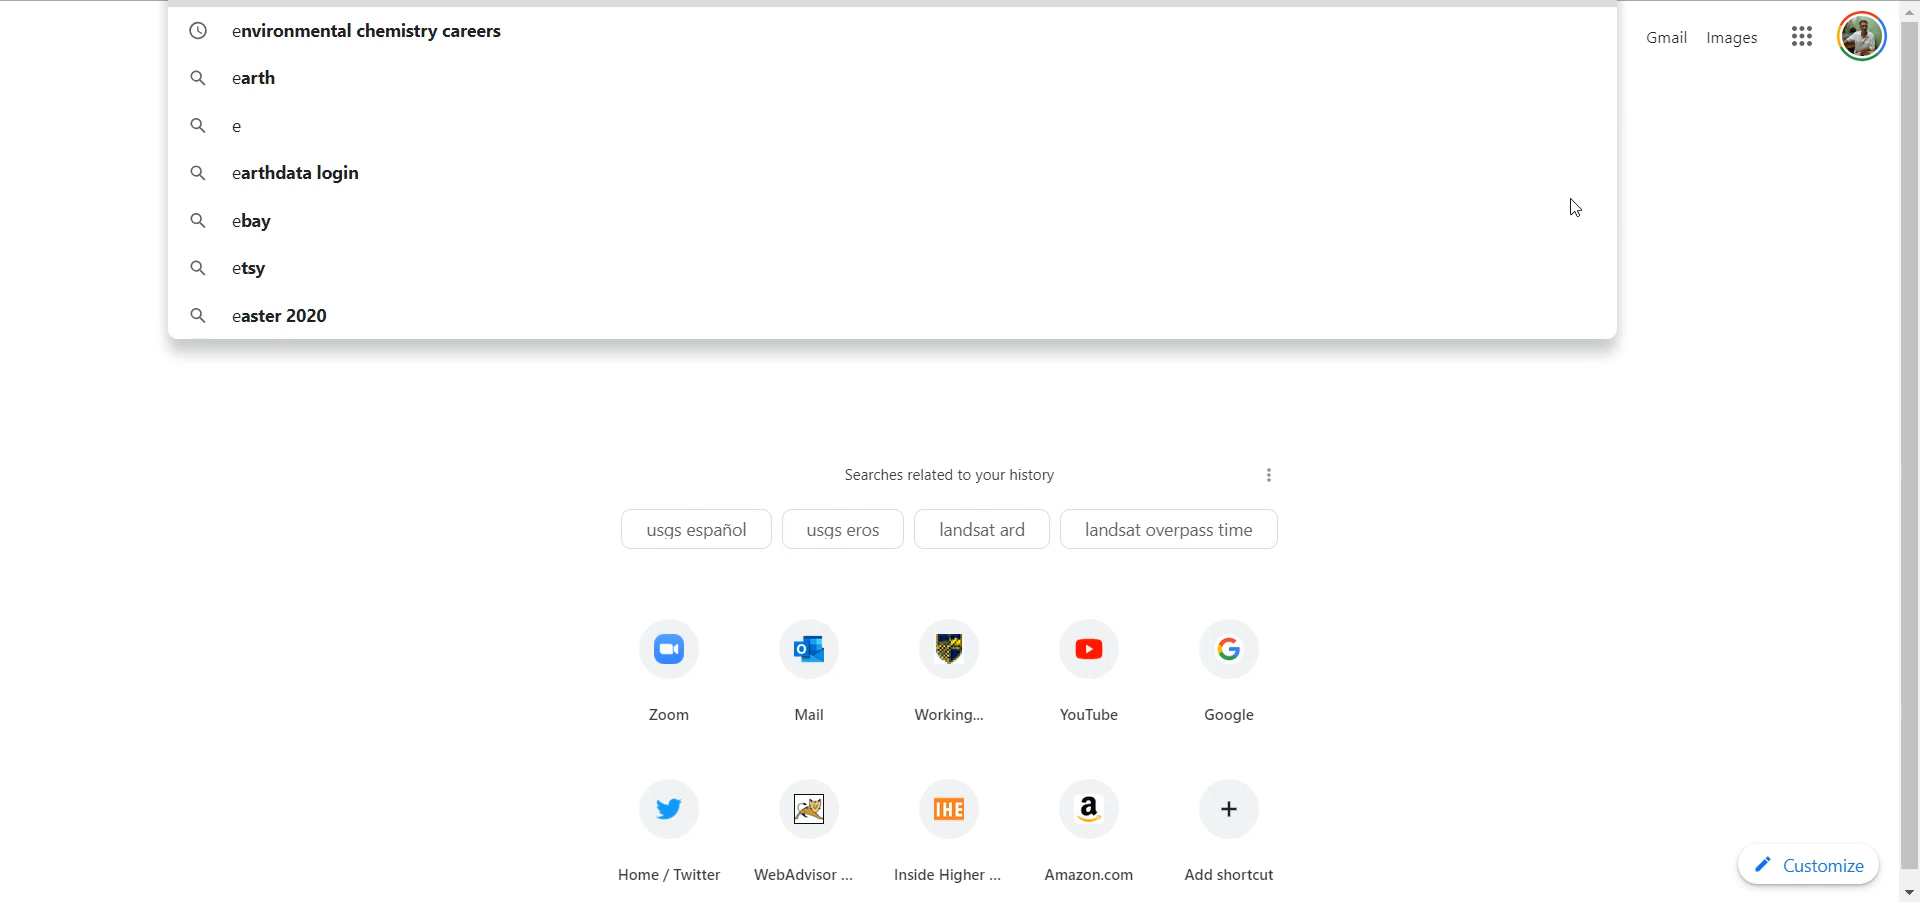 environmental chemistry careers
Gmail Images
earth
e
earthdata login
ebay
etsy
easter 2020
Searches related to your history
usgs español usgs eros landsat ard landsat overpass time
Zoom Mail Working... YouTube Google
IHE
Home / Twitter WebAdvisor ... Inside Higher ... Amazon.com Add shortcut
Customize